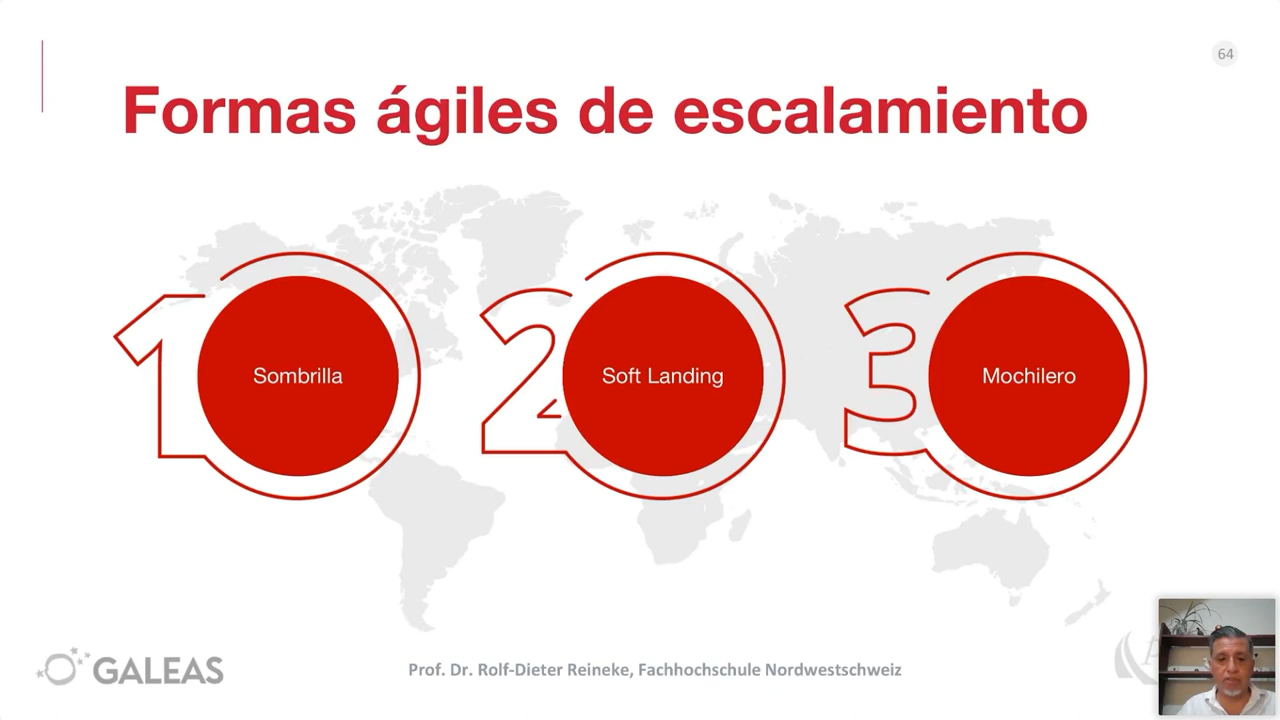 64
Formas ágiles de escalamiento
1
Sombrilla
2
Soft Landing
3
Mochilero
GALEAS
Prof. Dr. Rolf-Dieter Reineke, Fachhochschule Nordwestschweiz